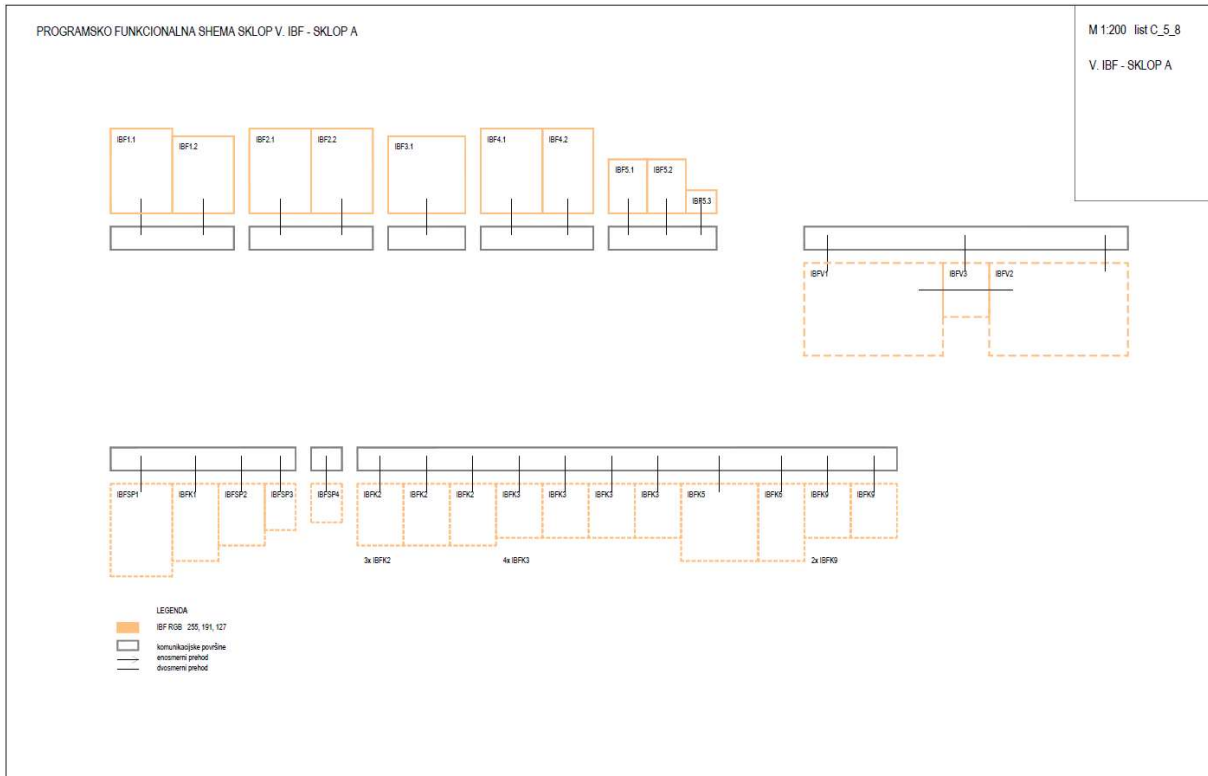 PROGRAMSKO FUNKCIONALNA SHEMA SKLOP V. IBF - SKLOP A
M 1:200 list C_5_8
V. IBF - SKLOP A
IBF1.1 IBF1.2 IBF2.1 IBF2.2 IBF3.1 IBF4.1 IBF4.2 IBF5.1 IBF5.2 IBF5.3
IBFV1 IBFV3 IBFV2
IBFSP1 IBFK1 IBFSP2 IBFSP3 IBFSP4 IBFK2 IBFK2 IBFK2 IBFK3 IBFK3 IBFK3 IBFK3 IBFK5 IBFK6 IBFK9 IBFK9
3x IBFK2 4x IBFK3 2x IBFK9
LEGENDA
IBF RGB 255, 191, 127
komunikacijske površine
enosmerni prehod
dvosmerni prehod